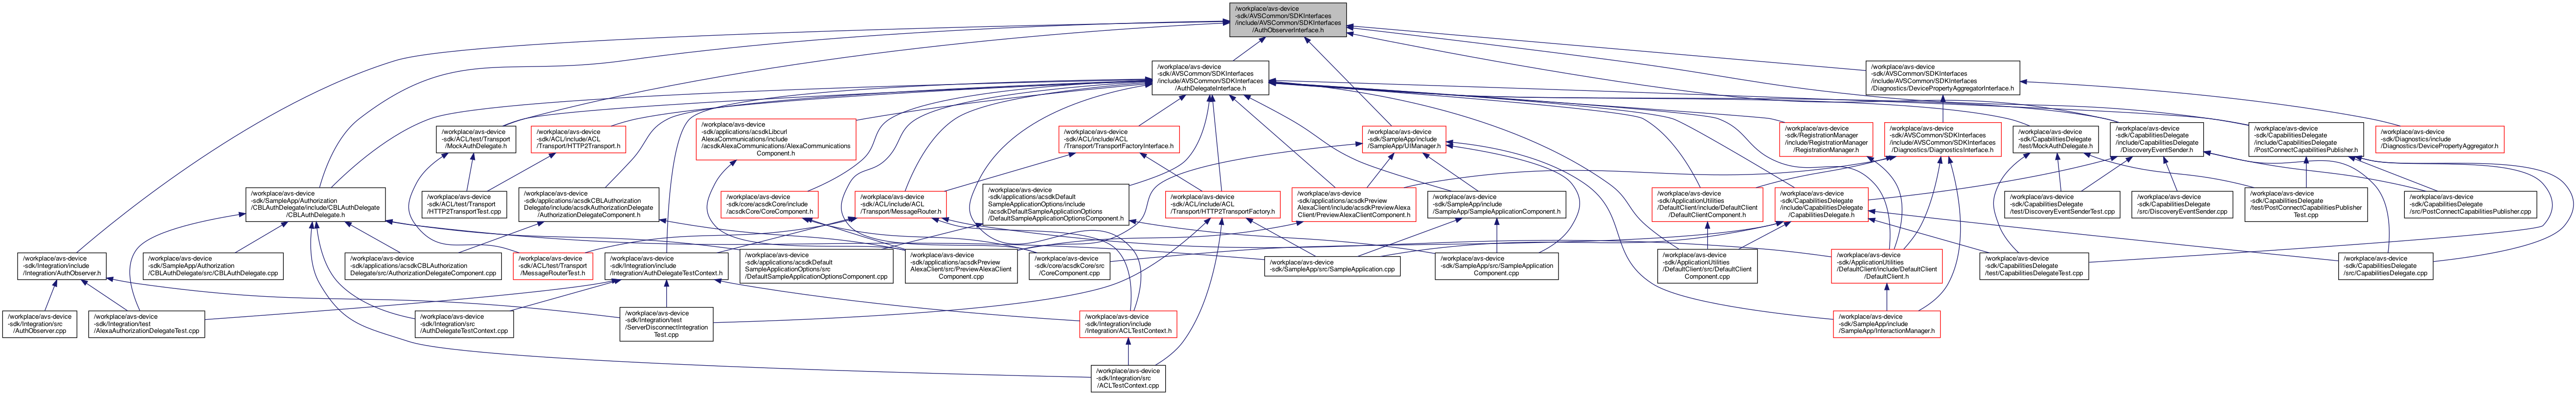 /workplace/avs-device
-sdk/AVSCommon/SDKInterfaces
/include/AVSCommon/SDKInterfaces
/AuthObserverInterface.h
/workplace/avs-device
-sdk/AVSCommon/SDKInterfaces
/include/AVSCommon/SDKInterfaces
/AuthDelegateInterface.h
/workplace/avs-device
-sdk/AVSCommon/SDKInterfaces
/include/AVSCommon/SDKInterfaces
/Diagnostics/DevicePropertyAggregatorInterface.h
/workplace/avs-device
-sdk/ACL/test/Transport
/MockAuthDelegate.h
/workplace/avs-device
-sdk/ACL/include/ACL
/Transport/HTTP2Transport.h
/workplace/avs-device
-sdk/applications/acsdkLibcurl
AlexaCommunications/include
/acsdkAlexaCommunications/AlexaCommunications
Component.h
/workplace/avs-device
-sdk/ACL/include/ACL
/Transport/TransportFactoryInterface.h
/workplace/avs-device
-sdk/SampleApp/include
/SampleApp/UIManager.h
/workplace/avs-device
-sdk/RegistrationManager
/include/RegistrationManager
/RegistrationManager.h
/workplace/avs-device
-sdk/AVSCommon/SDKInterfaces
/include/AVSCommon/SDKInterfaces
/Diagnostics/DiagnosticsInterface.h
/workplace/avs-device
-sdk/CapabilitiesDelegate
/test/MockAuthDelegate.h
/workplace/avs-device
-sdk/CapabilitiesDelegate
/include/CapabilitiesDelegate
/DiscoveryEventSender.h
/workplace/avs-device
-sdk/CapabilitiesDelegate
/include/CapabilitiesDelegate
/PostConnectCapabilitiesPublisher.h
/workplace/avs-device
-sdk/Diagnostics/include
/Diagnostics/DevicePropertyAggregator.h
/workplace/avs-device
-sdk/SampleApp/Authorization
/CBLAuthDelegate/include/CBLAuthDelegate
/CBLAuthDelegate.h
/workplace/avs-device
-sdk/ACL/test/Transport
/HTTP2TransportTest.cpp
/workplace/avs-device
-sdk/applications/acsdkCBLAuthorization
Delegate/include/acsdkAuthorizationDelegate
/AuthorizationDelegateComponent.h
/workplace/avs-device
-sdk/core/acsdkCore/include
/acsdkCore/CoreComponent.h
/workplace/avs-device
-sdk/ACL/include/ACL
/Transport/MessageRouter.h
/workplace/avs-device
-sdk/applications/acsdkDefault
SampleApplicationOptions/include
/acsdkDefaultSampleApplicationOptions
/DefaultSampleApplicationOptionsComponent.h
/workplace/avs-device
-sdk/ACL/include/ACL
/Transport/HTTP2TransportFactory.h
/workplace/avs-device
-sdk/applications/acsdkPreview
AlexaClient/include/acsdkPreviewAlexa
Client/PreviewAlexaClientComponent.h
/workplace/avs-device
-sdk/SampleApp/include
/SampleApp/SampleApplicationComponent.h
/workplace/avs-device
-sdk/ApplicationUtilities
/DefaultClient/include/DefaultClient
/DefaultClientComponent.h
/workplace/avs-device
-sdk/CapabilitiesDelegate
/include/CapabilitiesDelegate
/CapabilitiesDelegate.h
/workplace/avs-device
-sdk/CapabilitiesDelegate
/test/DiscoveryEventSenderTest.cpp
/workplace/avs-device
-sdk/CapabilitiesDelegate
/src/DiscoveryEventSender.cpp
/workplace/avs-device
-sdk/CapabilitiesDelegate
/test/PostConnectCapabilitiesPublisher
Test.cpp
/workplace/avs-device
-sdk/CapabilitiesDelegate
/src/PostConnectCapabilitiesPublisher.cpp
/workplace/avs-device
-sdk/Integration/include
/Integration/AuthObserver.h
/workplace/avs-device
-sdk/SampleApp/Authorization
/CBLAuthDelegate/src/CBLAuthDelegate.cpp
/workplace/avs-device
-sdk/applications/acsdkCBLAuthorization
Delegate/src/AuthorizationDelegateComponent.cpp
/workplace/avs-device
-sdk/ACL/test/Transport
/MessageRouterTest.h
/workplace/avs-device
-sdk/Integration/include
/Integration/AuthDelegateTestContext.h
/workplace/avs-device
-sdk/applications/acsdkDefault
SampleApplicationOptions/src
/DefaultSampleApplicationOptionsComponent.cpp
/workplace/avs-device
-sdk/applications/acsdkPreview
AlexaClient/src/PreviewAlexaClient
Component.cpp
/workplace/avs-device
-sdk/core/acsdkCore/src
/CoreComponent.cpp
/workplace/avs-device
-sdk/SampleApp/src/SampleApplication.cpp
/workplace/avs-device
-sdk/SampleApp/src/SampleApplication
Component.cpp
/workplace/avs-device
-sdk/ApplicationUtilities
/DefaultClient/src/DefaultClient
Component.cpp
/workplace/avs-device
-sdk/ApplicationUtilities
/DefaultClient/include/DefaultClient
/DefaultClient.h
/workplace/avs-device
-sdk/CapabilitiesDelegate
/test/CapabilitiesDelegateTest.cpp
/workplace/avs-device
-sdk/CapabilitiesDelegate
/src/CapabilitiesDelegate.cpp
/workplace/avs-device
-sdk/Integration/src
/AuthObserver.cpp
/workplace/avs-device
-sdk/Integration/test
/AlexaAuthorizationDelegateTest.cpp
/workplace/avs-device
-sdk/Integration/src
/AuthDelegateTestContext.cpp
/workplace/avs-device
-sdk/Integration/test
/ServerDisconnectIntegration
Test.cpp
/workplace/avs-device
-sdk/Integration/include
/Integration/ACLTestContext.h
/workplace/avs-device
-sdk/SampleApp/include
/SampleApp/InteractionManager.h
/workplace/avs-device
-sdk/Integration/src
/ACLTestContext.cpp